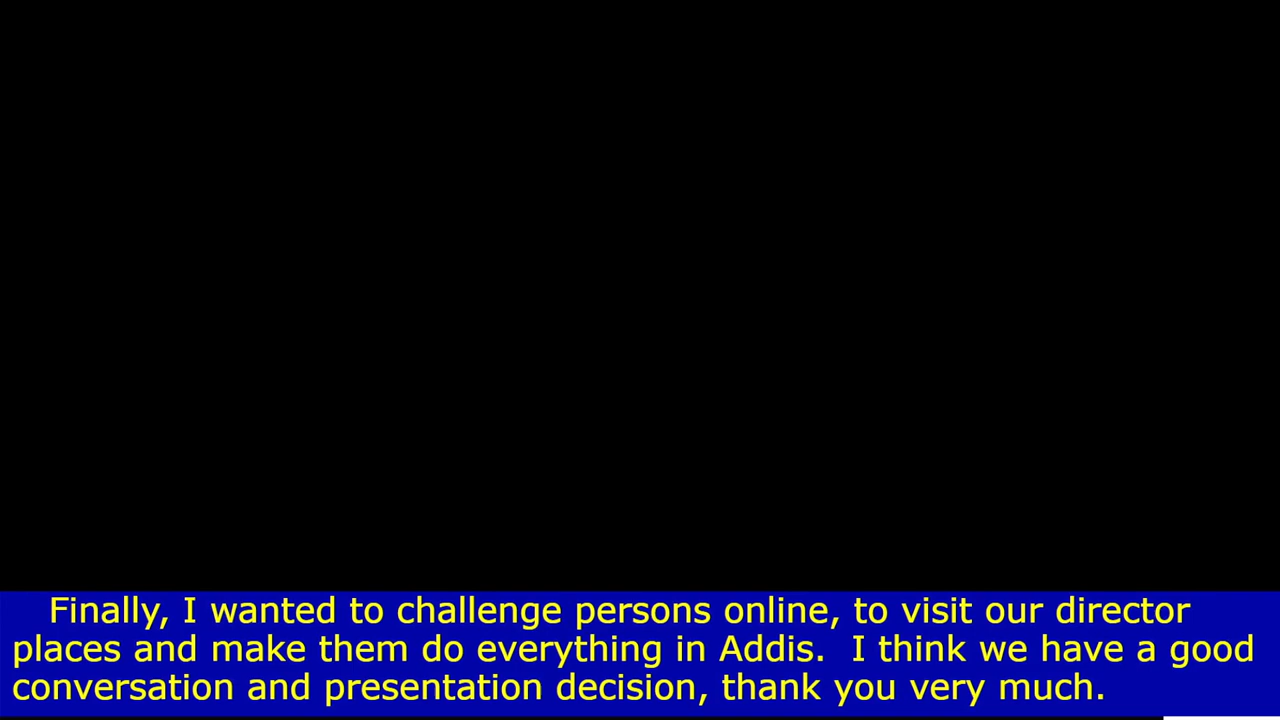 Finally, I wanted to challenge persons online, to visit our director
places and make them do everything in Addis.  I think we have a good
conversation and presentation decision, thank you very much.